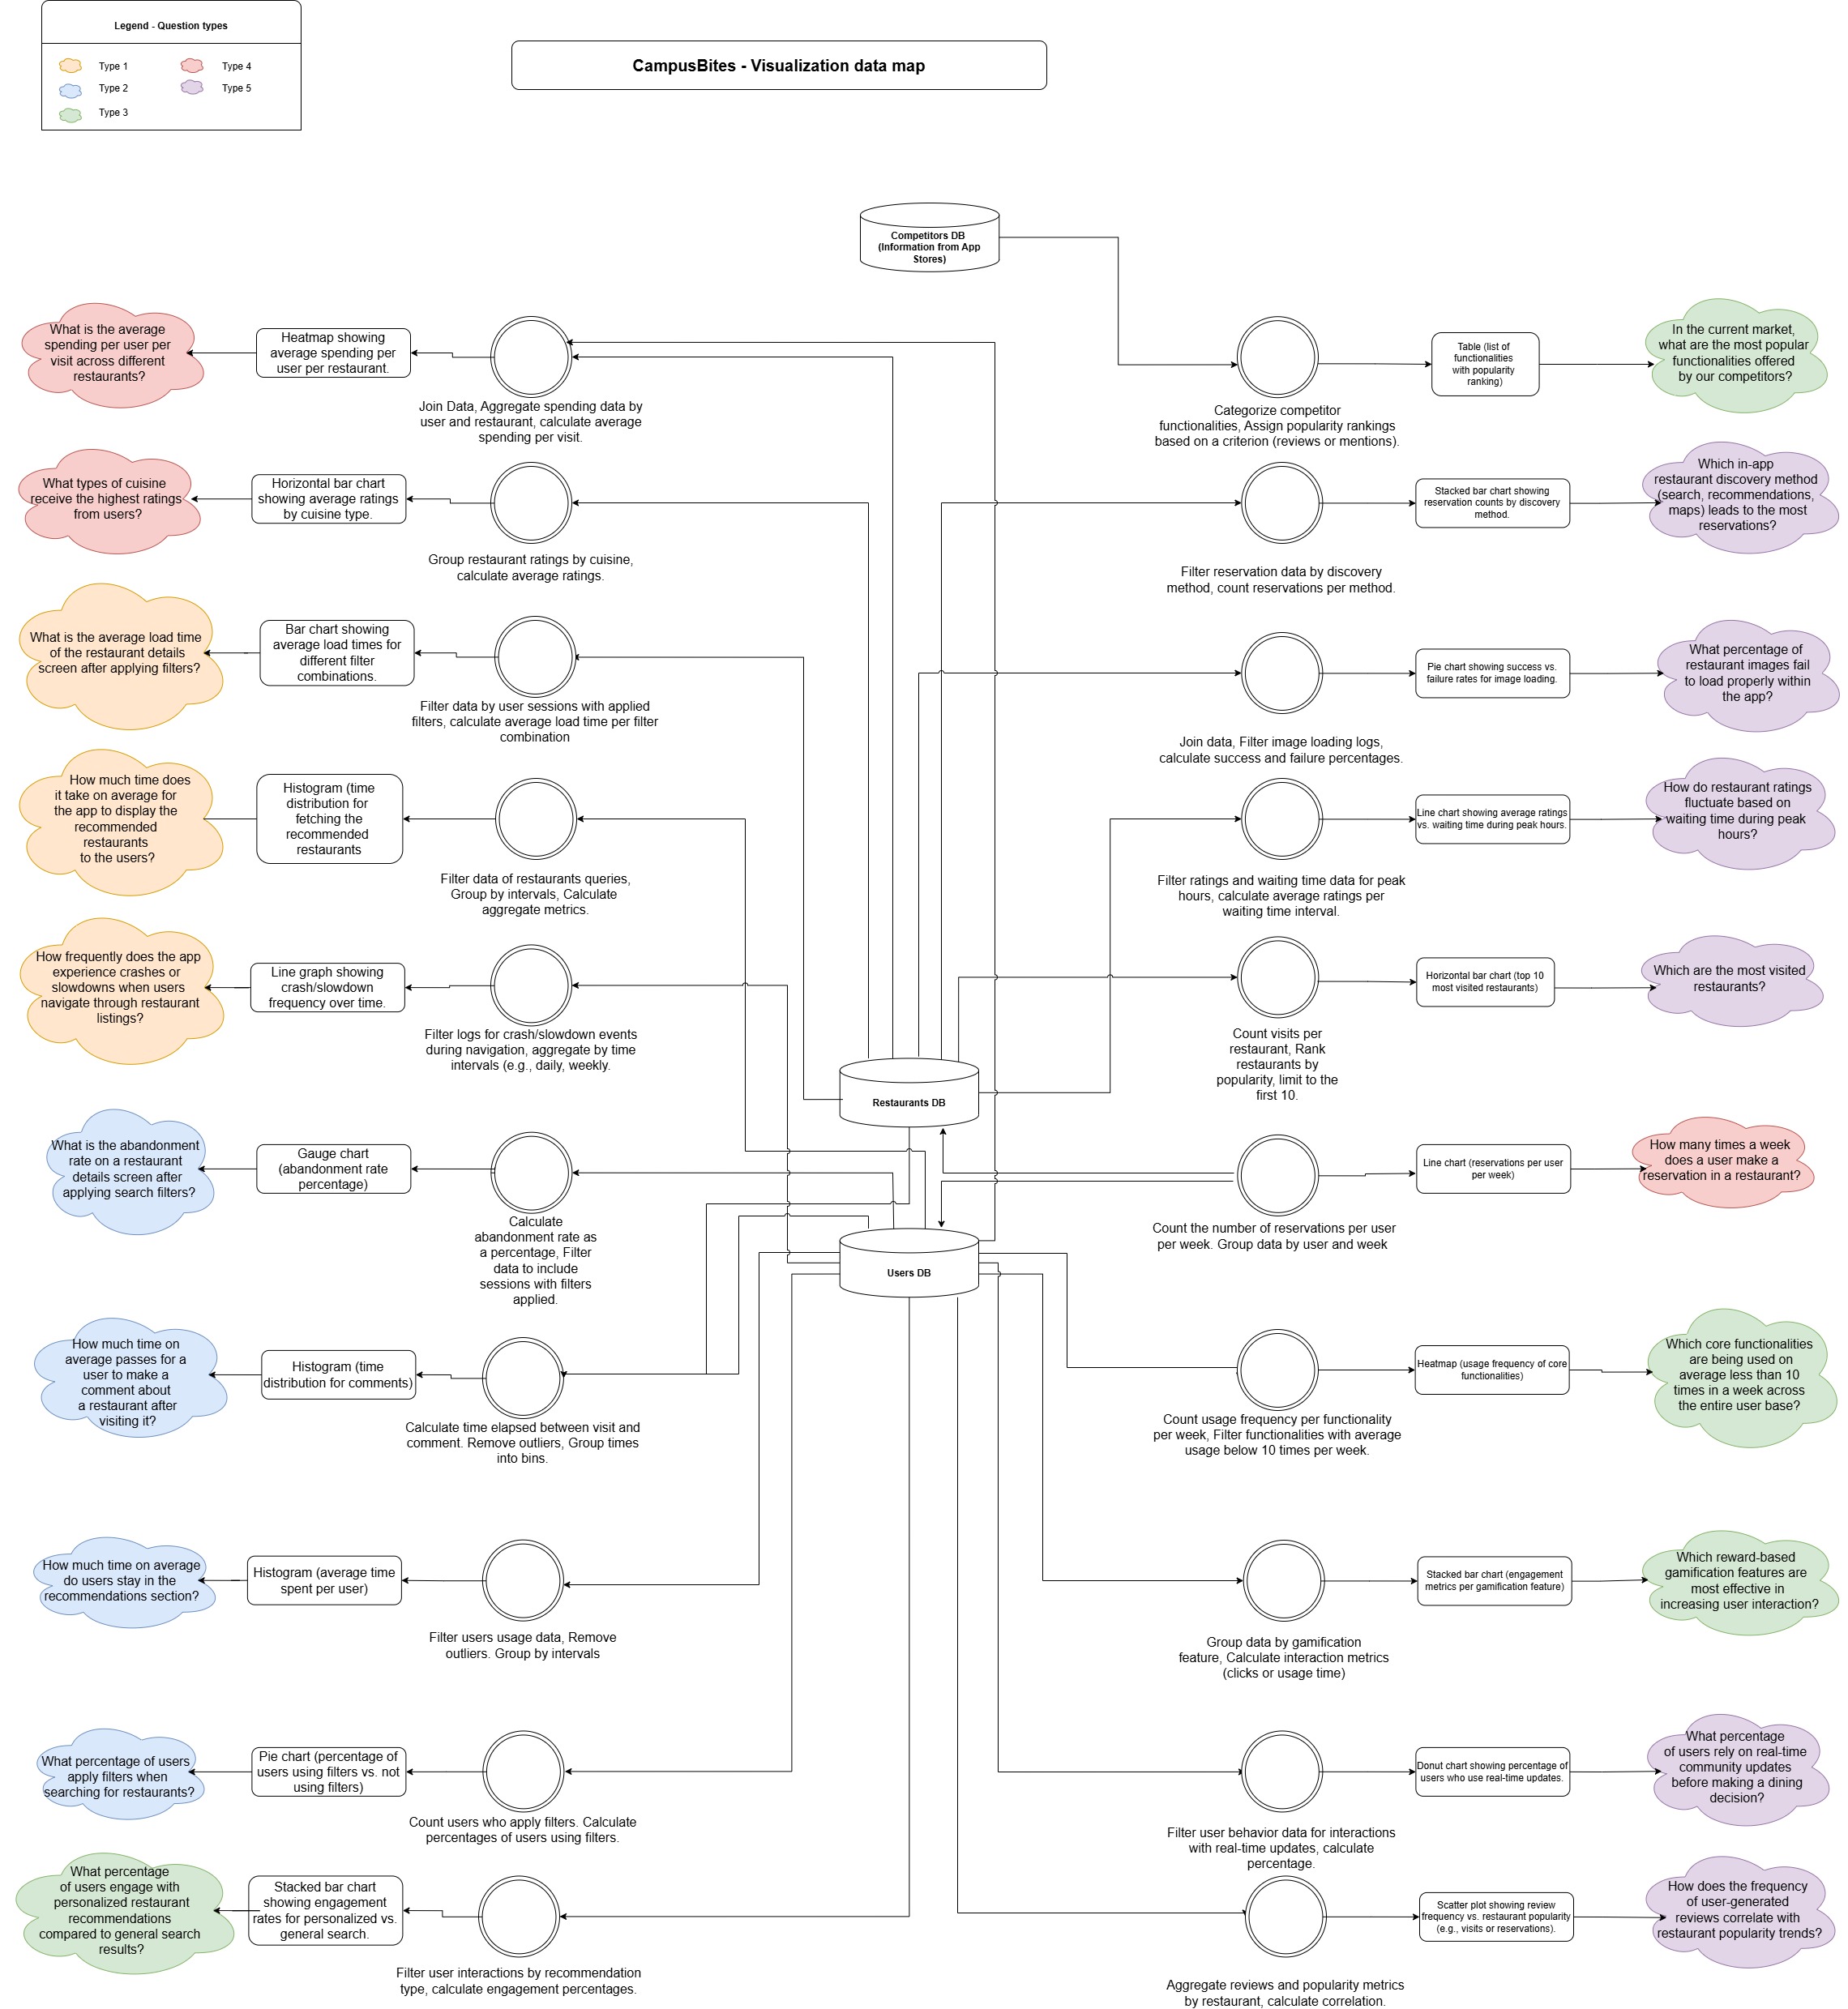 Legend - Question types
Type 1
Type 4
Type 2
Type 5
Type 3
CampusBites - Visualization data map
Competitors DB
(Information from App
Stores)
What is the average
spending per user per
visit across different
restaurants?
Heatmap showing
average spending per
user per restaurant.
Join Data, Aggregate spending data by
user and restaurant, calculate average
spending per visit.
Categorize competitor
functionalities, Assign popularity rankings
based on a criterion (reviews or mentions).
Table (list of
functionalities
with popularity
ranking)
In the current market,
what are the most popular
functionalities offered
by our competitors?
What types of cuisine
receive the highest ratings
from users?
Horizontal bar chart
showing average ratings
by cuisine type.
Group restaurant ratings by cuisine,
calculate average ratings.
Filter reservation data by discovery
method, count reservations per method.
Stacked bar chart showing
reservation counts by discovery
method.
Which in-app
restaurant discovery method
(search, recommendations,
maps) leads to the most
reservations?
What is the average load time
of the restaurant details
screen after applying filters?
Bar chart showing
average load times for
different filter
combinations.
Filter data by user sessions with applied
filters, calculate average load time per filter
combination
Join data, Filter image loading logs,
calculate success and failure percentages.
Pie chart showing success vs.
failure rates for image loading.
What percentage of
restaurant images fail
to load properly within
the app?
How much time does
it take on average for
the app to display the
recommended
restaurants
to the users?
Histogram (time
distribution for
fetching the
recommended
restaurants
Filter data of restaurants queries,
Group by intervals, Calculate
aggregate metrics.
Filter ratings and waiting time data for peak
hours, calculate average ratings per
waiting time interval.
Line chart showing average ratings
vs. waiting time during peak hours.
How do restaurant ratings
fluctuate based on
waiting time during peak
hours?
How frequently does the app
experience crashes or
slowdowns when users
navigate through restaurant
listings?
Line graph showing
crash/slowdown
frequency over time.
Filter logs for crash/slowdown events
during navigation, aggregate by time
intervals (e.g., daily, weekly.
Count visits per
restaurant, Rank
restaurants by
popularity, limit to the
first 10.
Horizontal bar chart (top 10
most visited restaurants)
Which are the most visited
restaurants?
Restaurants DB
What is the abandonment
rate on a restaurant
details screen after
applying search filters?
Gauge chart
(abandonment rate
percentage)
Calculate
abandonment rate as
a percentage, Filter
data to include
sessions with filters
applied.
Count the number of reservations per user
per week. Group data by user and week
Line chart (reservations per user
per week)
How many times a week
does a user make a
reservation in a restaurant?
Users DB
How much time on
average passes for a
user to make a
comment about
a restaurant after
visiting it?
Histogram (time
distribution for comments)
Calculate time elapsed between visit and
comment. Remove outliers, Group times
into bins.
Count usage frequency per functionality
per week, Filter functionalities with average
usage below 10 times per week.
Heatmap (usage frequency of core
functionalities)
Which core functionalities
are being used on
average less than 10
times in a week across
the entire user base?
How much time on average
do users stay in the
recommendations section?
Histogram (average time
spent per user)
Filter users usage data, Remove
outliers. Group by intervals
Group data by gamification
feature, Calculate interaction metrics
(clicks or usage time)
Stacked bar chart (engagement
metrics per gamification feature)
Which reward-based
gamification features are
most effective in
increasing user interaction?
What percentage of users
apply filters when
searching for restaurants?
Pie chart (percentage of
users using filters vs. not
using filters)
Count users who apply filters. Calculate
percentages of users using filters.
Filter user behavior data for interactions
with real-time updates, calculate
percentage.
Donut chart showing percentage of
users who use real-time updates.
What percentage
of users rely on real-time
community updates
before making a dining
decision?
What percentage
of users engage with
personalized restaurant
recommendations
compared to general search
results?
Stacked bar chart
showing engagement
rates for personalized vs.
general search.
Filter user interactions by recommendation
type, calculate engagement percentages.
Aggregate reviews and popularity metrics
by restaurant, calculate correlation.
Scatter plot showing review
frequency vs. restaurant popularity
(e.g., visits or reservations).
How does the frequency
of user-generated
reviews correlate with
restaurant popularity trends?